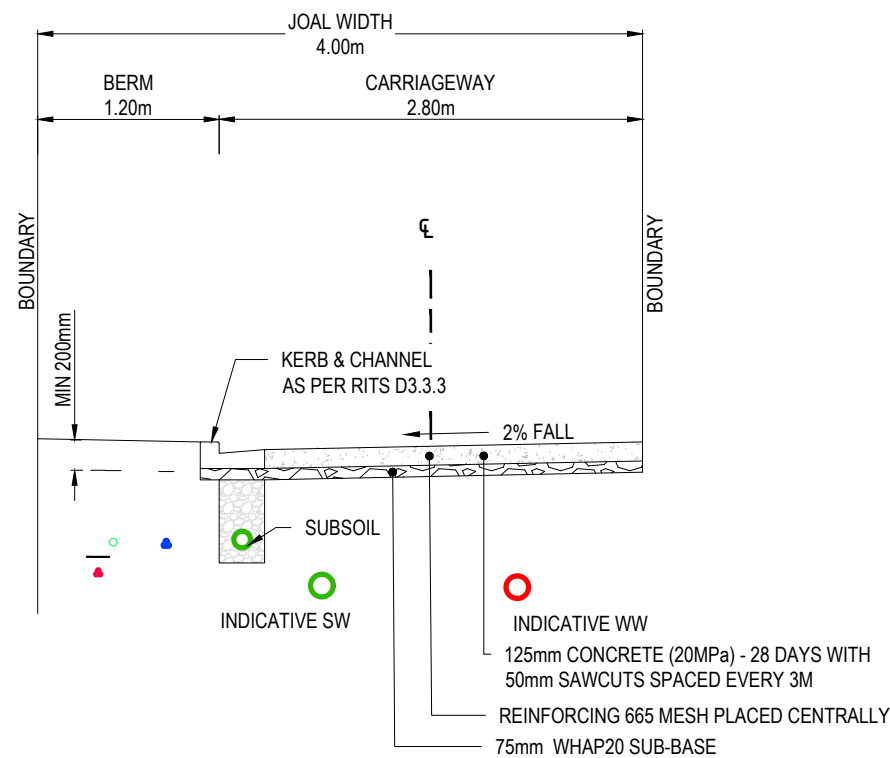 JOAL WIDTH
4.00m
BERM
1.20m
CARRIAGEWAY
2.80m
BOUNDARY
BOUNDARY
℄
MIN 200mm
KERB & CHANNEL
AS PER RITS D3.3.3
2% FALL
SUBSOIL
INDICATIVE SW
INDICATIVE WW
125mm CONCRETE (20MPa) - 28 DAYS WITH
50mm SAWCUTS SPACED EVERY 3M
REINFORCING 665 MESH PLACED CENTRALLY
75mm WHAP20 SUB-BASE